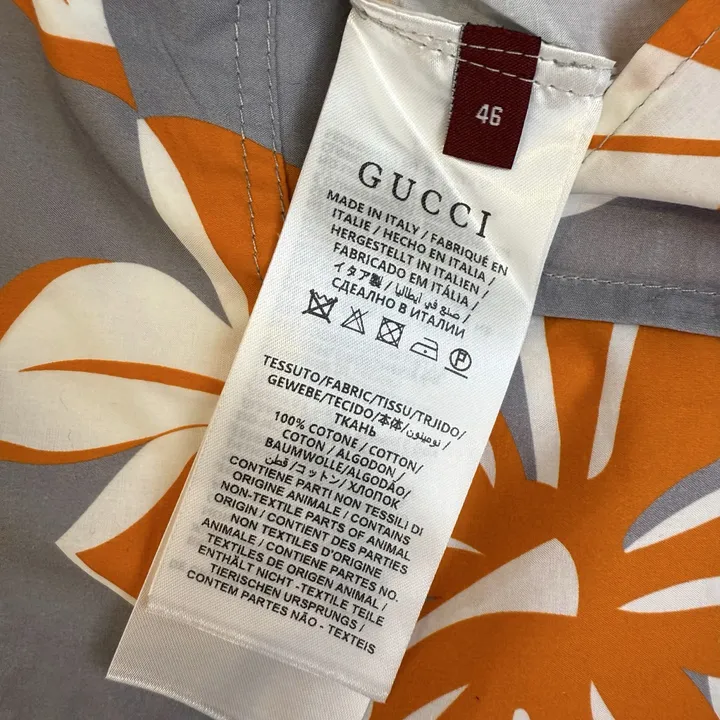 46
GUCCI
MADE IN ITALY / FABRIQUÉ EN
ITALIE / HECHO EN ITALIA /
HERGESTELLT IN ITALIEN /
FABRICADO EM ITÁLIA /
イタリア製 / صنع في إيطاليا /
СДЕЛАНО В ИТАЛИИ
P
TESSUTO/FABRIC/TISSU/TRJIDO/
GEWEBE/TECIDO/本体/
ТКАНЬ
100% COTONE / COTTON/
COTON / ALGODON /
BAUMWOLLE/ALGODÃO/
قطن / コットン / ХЛОПОК
CONTIENE PARTI NON TESSILI DI
ORIGINE ANIMALE / CONTAINS
NON-TEXTILE PARTS OF ANIMAL
ORIGIN / CONTIENT DES PARTIES
NON TEXTILES D'ORIGINE
ANIMALE / CONTIENE PARTES NO.
TEXTILES DE ORIGEN ANIMAL /
ENTHÄLT NICHT -TEXTILE TEILE
TIERISCHEN URSPRUNGS /
CONTEM PARTES NÃO - TEXTEIS